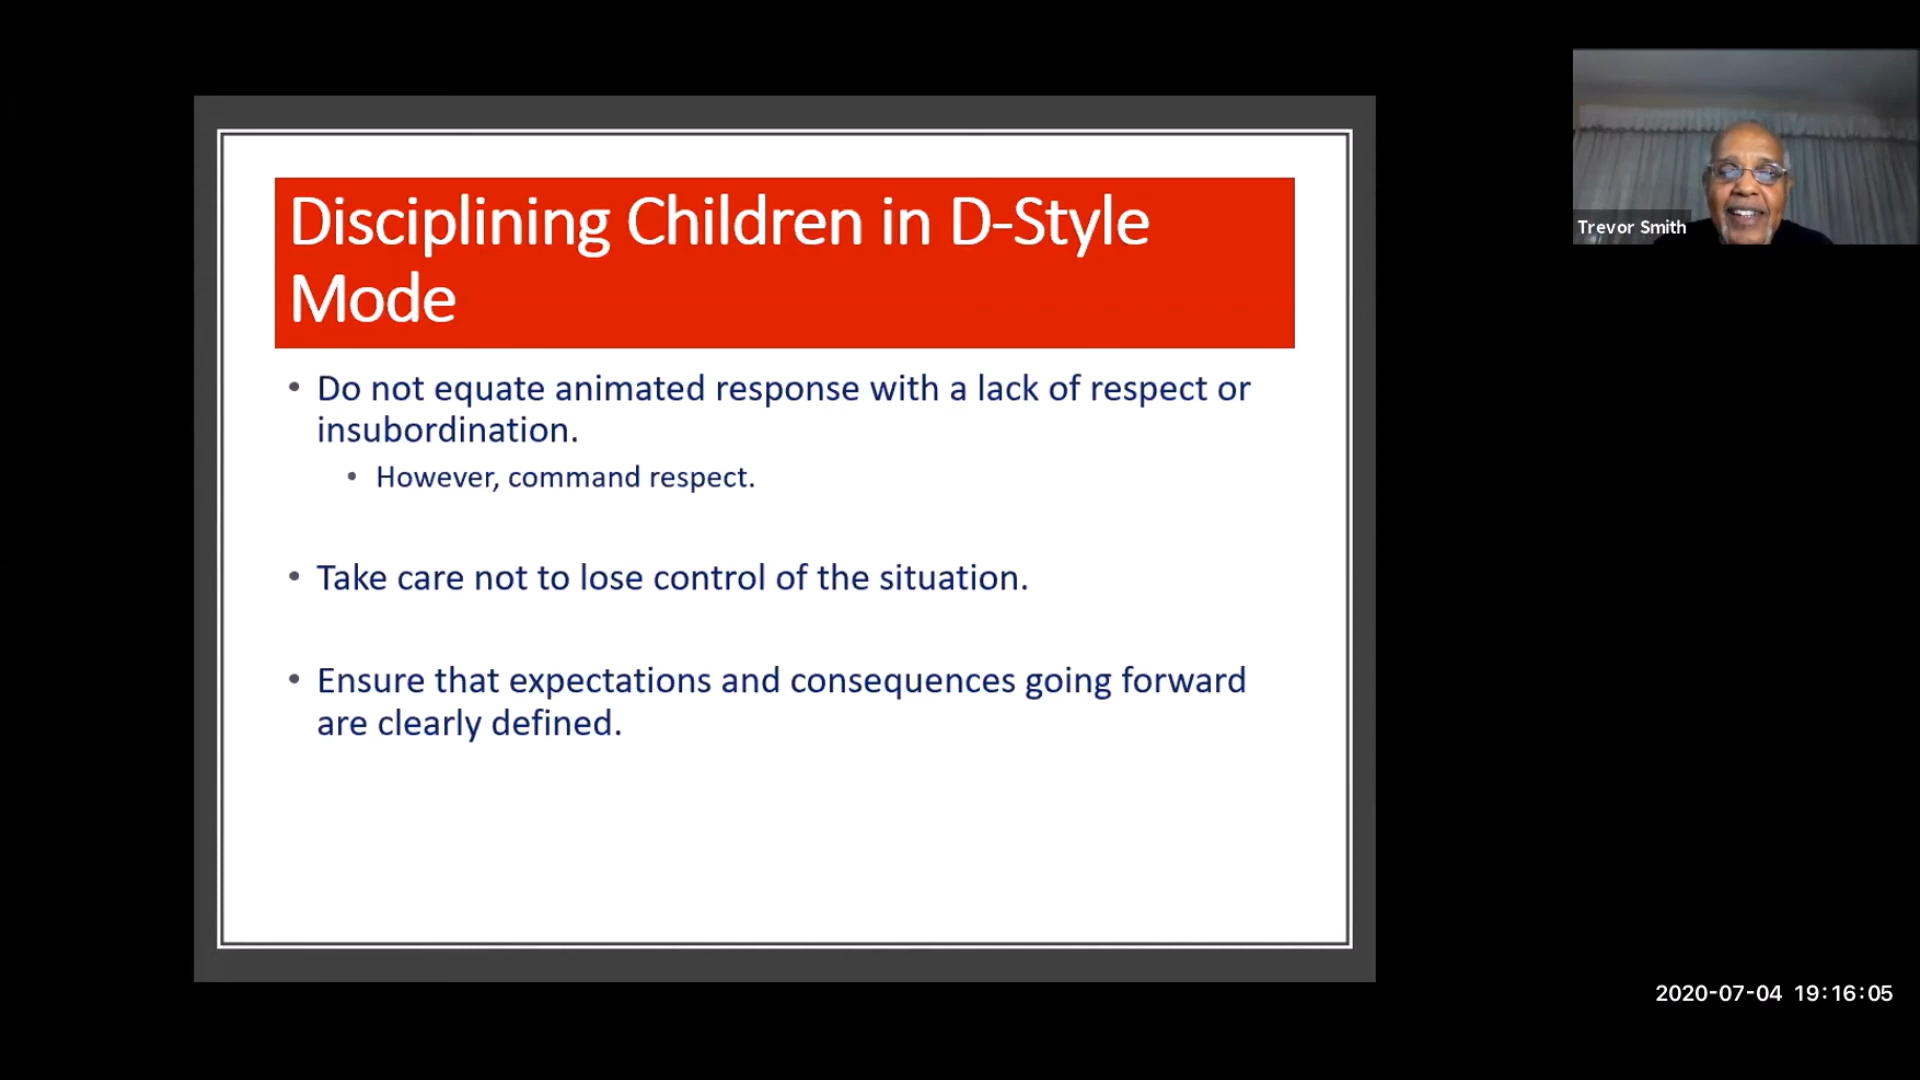 Disciplining Children in D-Style
Mode
• Do not equate animated response with a lack of respect or
insubordination.
• However, command respect.
• Take care not to lose control of the situation.
• Ensure that expectations and consequences going forward
are clearly defined.
Trevor Smith
2020-07-04 19:16:05